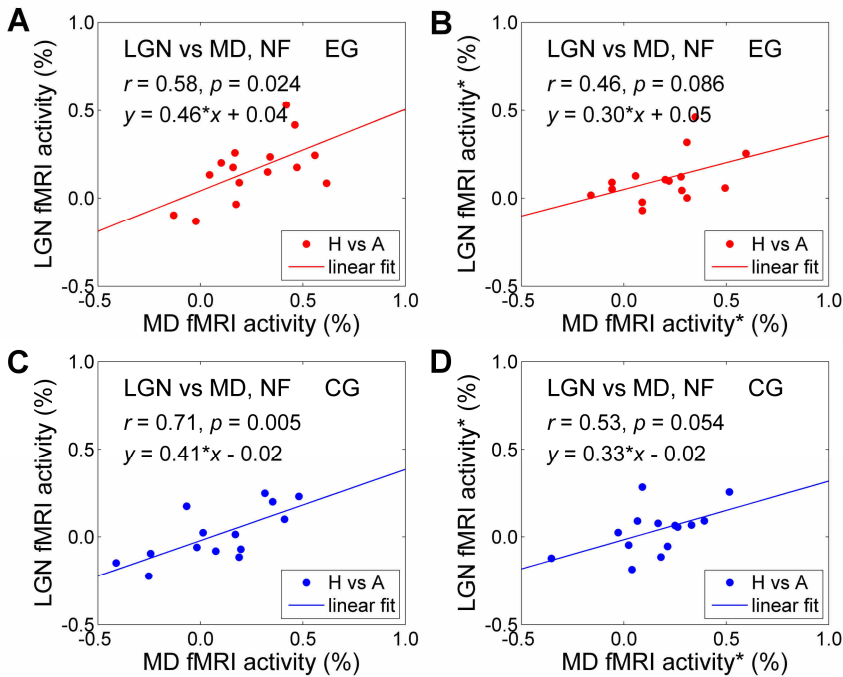 A
LGN fMRI activity (%)
1.0
0.5
0.0
-0.5
LGN vs MD, NF EG
r = 0.58, p = 0.024
y = 0.46*x + 0.04
H vs A
linear fit
-0.5 0.0 0.5 1.0
MD fMRI activity (%)
B
LGN fMRI activity* (%)
1.0
0.5
0.0
-0.5
LGN vs MD, NF EG
r = 0.46, p = 0.086
y = 0.30*x + 0.05
H vs A
linear fit
-0.5 0.0 0.5 1.0
MD fMRI activity* (%)
C
LGN fMRI activity (%)
1.0
0.5
0.0
-0.5
LGN vs MD, NF CG
r = 0.71, p = 0.005
y = 0.41*x - 0.02
H vs A
linear fit
-0.5 0.0 0.5 1.0
MD fMRI activity (%)
D
LGN fMRI activity* (%)
1.0
0.5
0.0
-0.5
LGN vs MD, NF CG
r = 0.53, p = 0.054
y = 0.33*x - 0.02
H vs A
linear fit
-0.5 0.0 0.5 1.0
MD fMRI activity* (%)